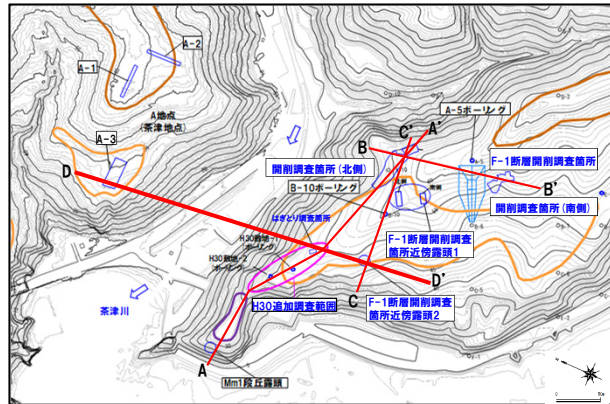 A-2
A-1
A地点
(茶津地点)
A-3
D
A-5ボーリング
C'
A'
B
開削調査箇所(北側)
F-1断層開削調査箇所
B-10ボーリング
B'
開削調査箇所(南側)
はぎとり調査箇所
F-1断層開削調査
箇所近傍露頭1
H30敷地-1
(ボーリング)
H30敷地-2
(ボーリング)
D'
C
H30追加調査範囲
F-1断層開削調査
箇所近傍露頭2
茶津川
A
Mm1段丘露頭